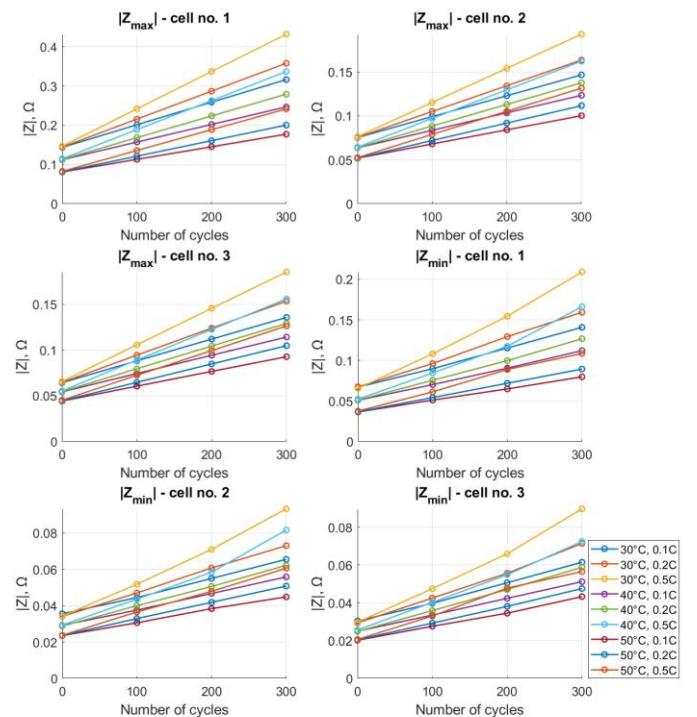 |Zmax| - cell no. 1
|Zmax| - cell no. 2
0.4
0.3
0.2
0.1
0
|Z|, Ω
0 100 200 300
Number of cycles
0.15
0.1
0.05
0
|Z|, Ω
0 100 200 300
Number of cycles
|Zmax| - cell no. 3
|Zmin| - cell no. 1
0.15
0.1
0.05
0
|Z|, Ω
0 100 200 300
Number of cycles
0.2
0.15
0.1
0.05
0
|Z|, Ω
0 100 200 300
Number of cycles
|Zmin| - cell no. 2
|Zmin| - cell no. 3
0.08
0.06
0.04
0.02
0
|Z|, Ω
0 100 200 300
Number of cycles
0.08
0.06
0.04
0.02
0
|Z|, Ω
0 100 200 300
Number of cycles
30°C, 0.1C
30°C, 0.2C
30°C, 0.5C
40°C, 0.1C
40°C, 0.2C
40°C, 0.5C
50°C, 0.1C
50°C, 0.2C
50°C, 0.5C